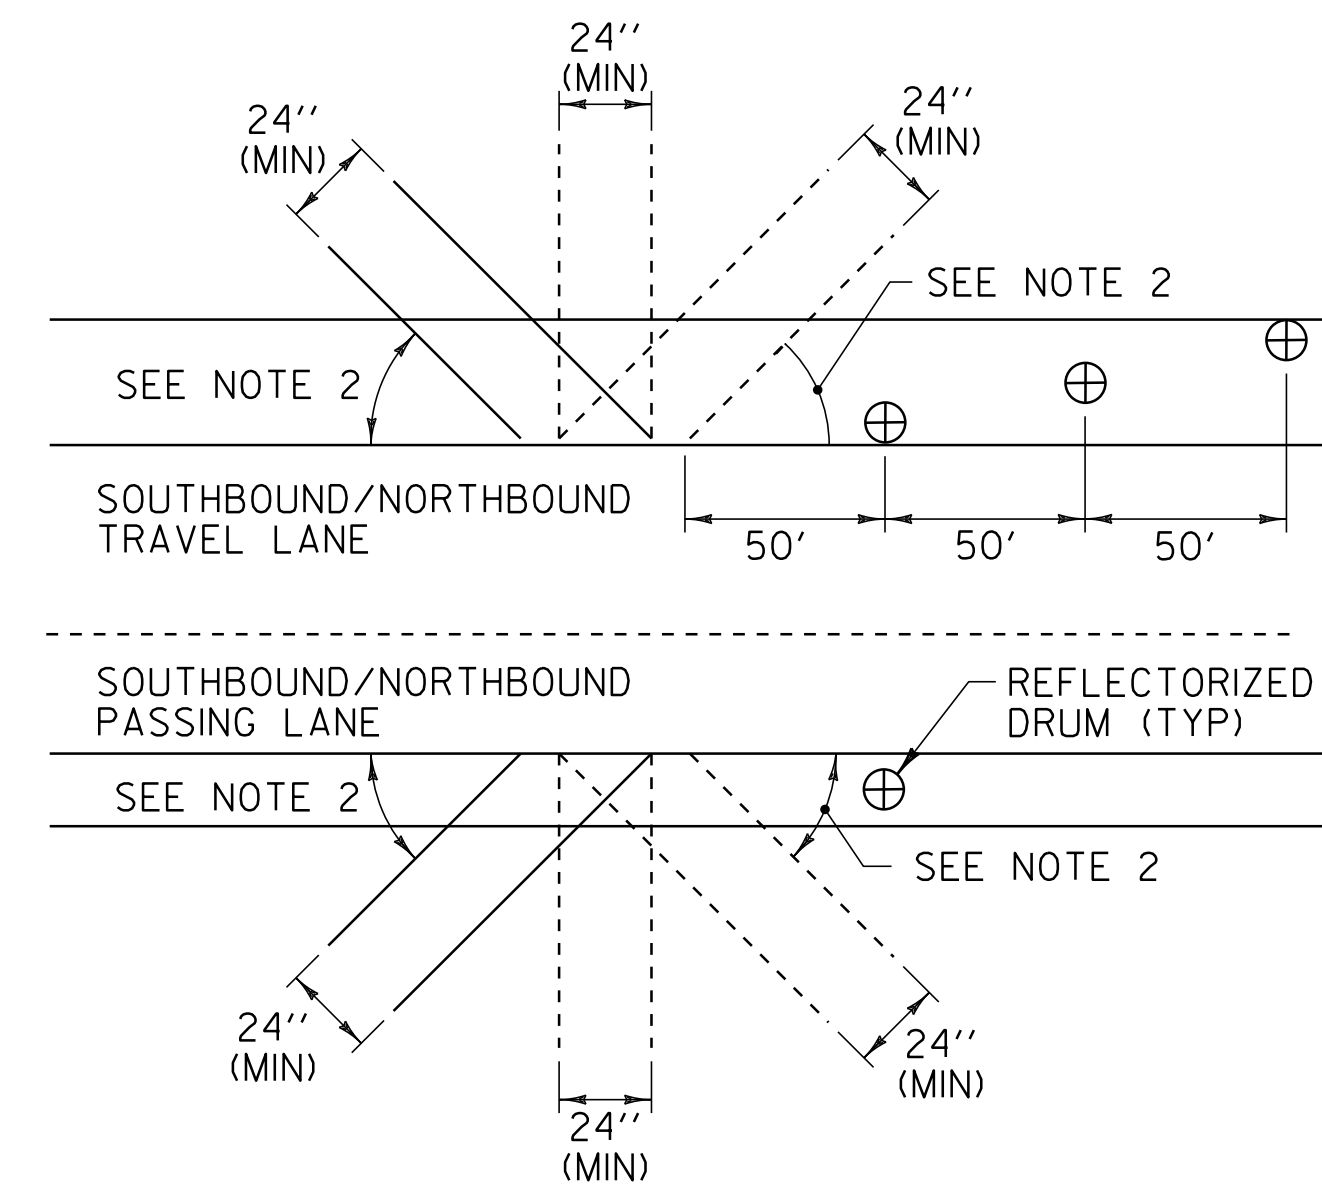 24''
(MIN)
24''
(MIN)
24''
(MIN)
SEE NOTE 2
SEE NOTE 2
SOUTHBOUND/NORTHBOUND
TRAVEL LANE
50'
50'
50'
SOUTHBOUND/NORTHBOUND
PASSING LANE
REFLECTORIZED
DRUM (TYP)
SEE NOTE 2
SEE NOTE 2
24''
(MIN)
24''
(MIN)
24''
(MIN)